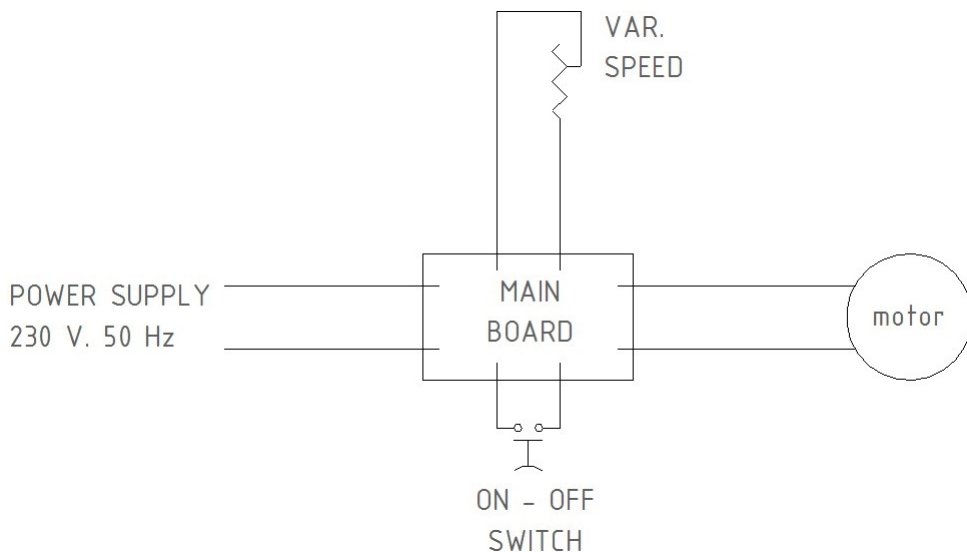 VAR.
SPEED
POWER SUPPLY
230 V. 50 Hz
MAIN
BOARD
motor
ON - OFF
SWITCH